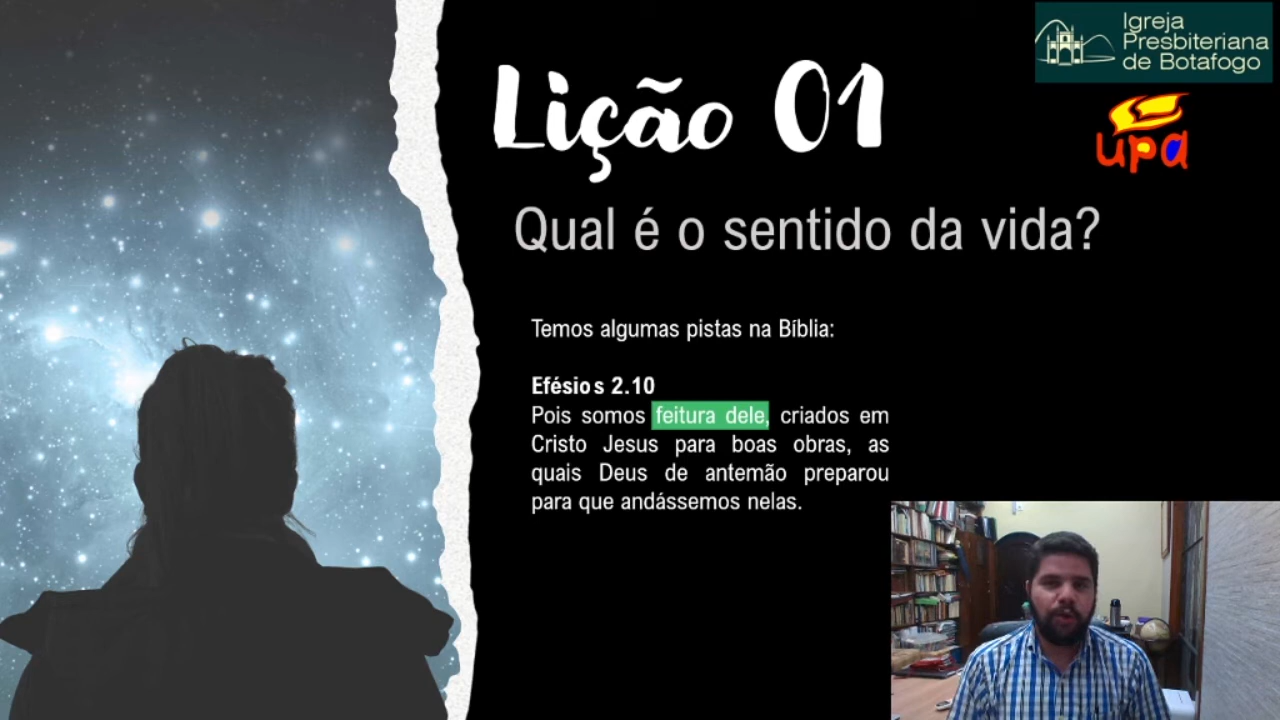 Igreja
Presbiteriana
de Botafogo
upa
Lição 01
Qual é o sentido da vida?
Temos algumas pistas na Bíblia:
Efésios 2.10
Pois somos feitura dele, criados em
Cristo Jesus para boas obras, as
quais Deus de antemão preparou
para que andássemos nelas.